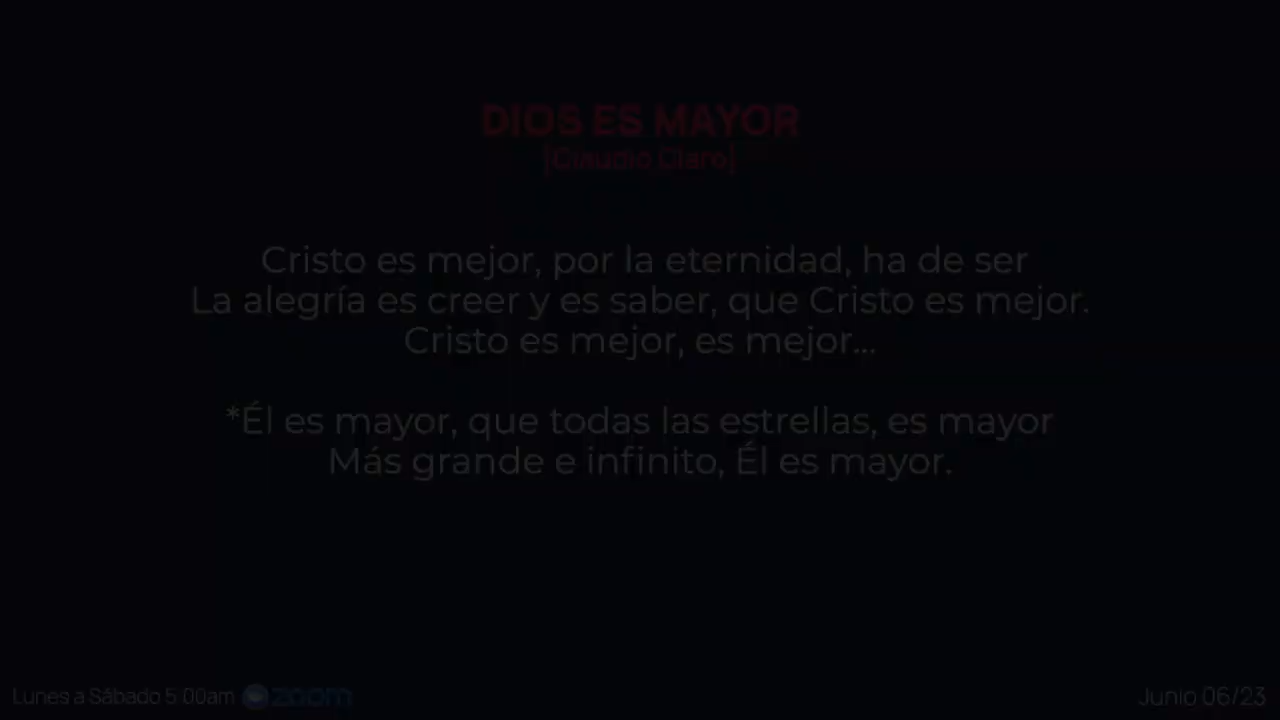 DIOS ES MAYOR
[Claudio Claro]
Cristo es mejor, por la eternidad, ha de ser
La alegría es creer y es saber, que Cristo es mejor.
Cristo es mejor, es mejor...
*Él es mayor, que todas las estrellas, es mayor
Más grande e infinito, Él es mayor.
Lunes a Sábado 5:00am zoom
Junio 06/23